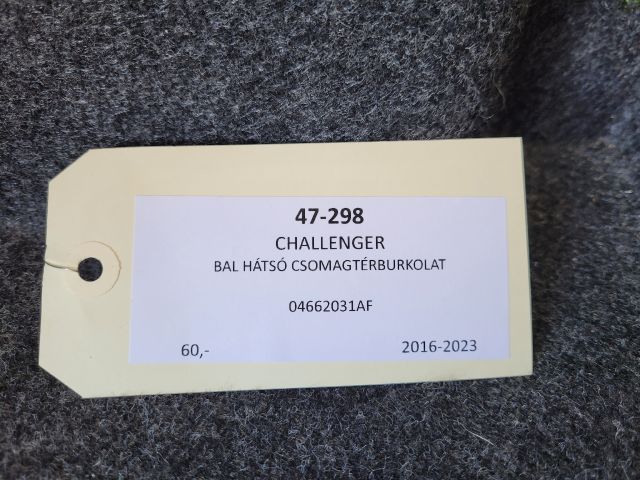 47-298
CHALLENGER
BAL HÁTSÓ CSOMAGTÉRBURKOLAT
04662031AF
60,- 2016-2023